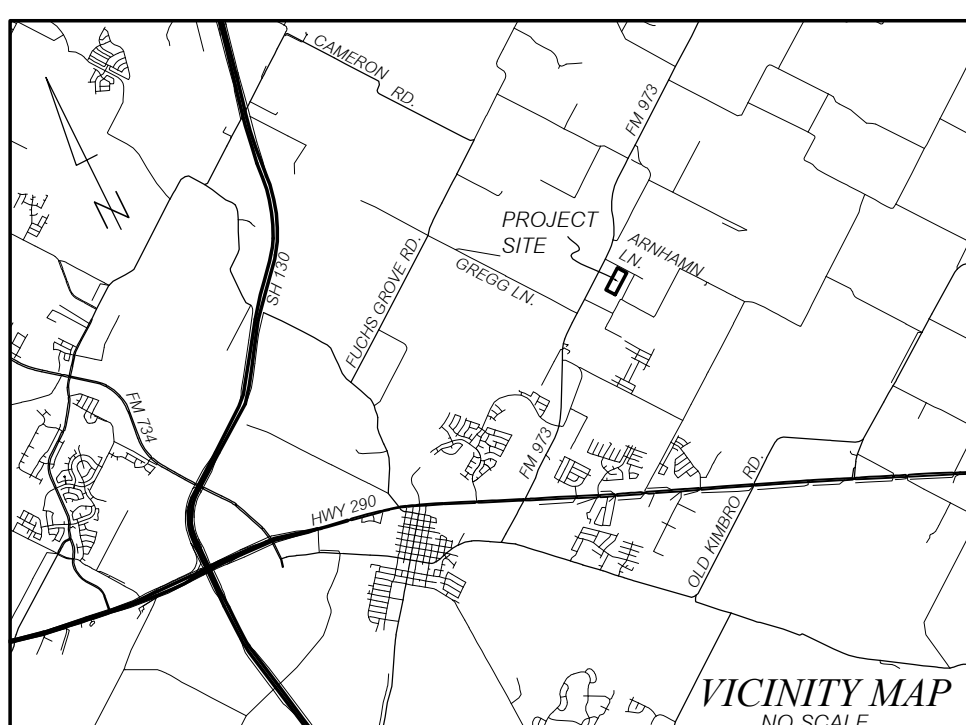 CAMERON
RD.
FM 973
PROJECT
SITE
ARNHAMN
LN.
FUCHS GROVE RD.
GREGG LN.
SH 130
FM 734
FM 973
HWY 290
OLD KIMBRO RD.
N
VICINITY MAP
NO SCALE